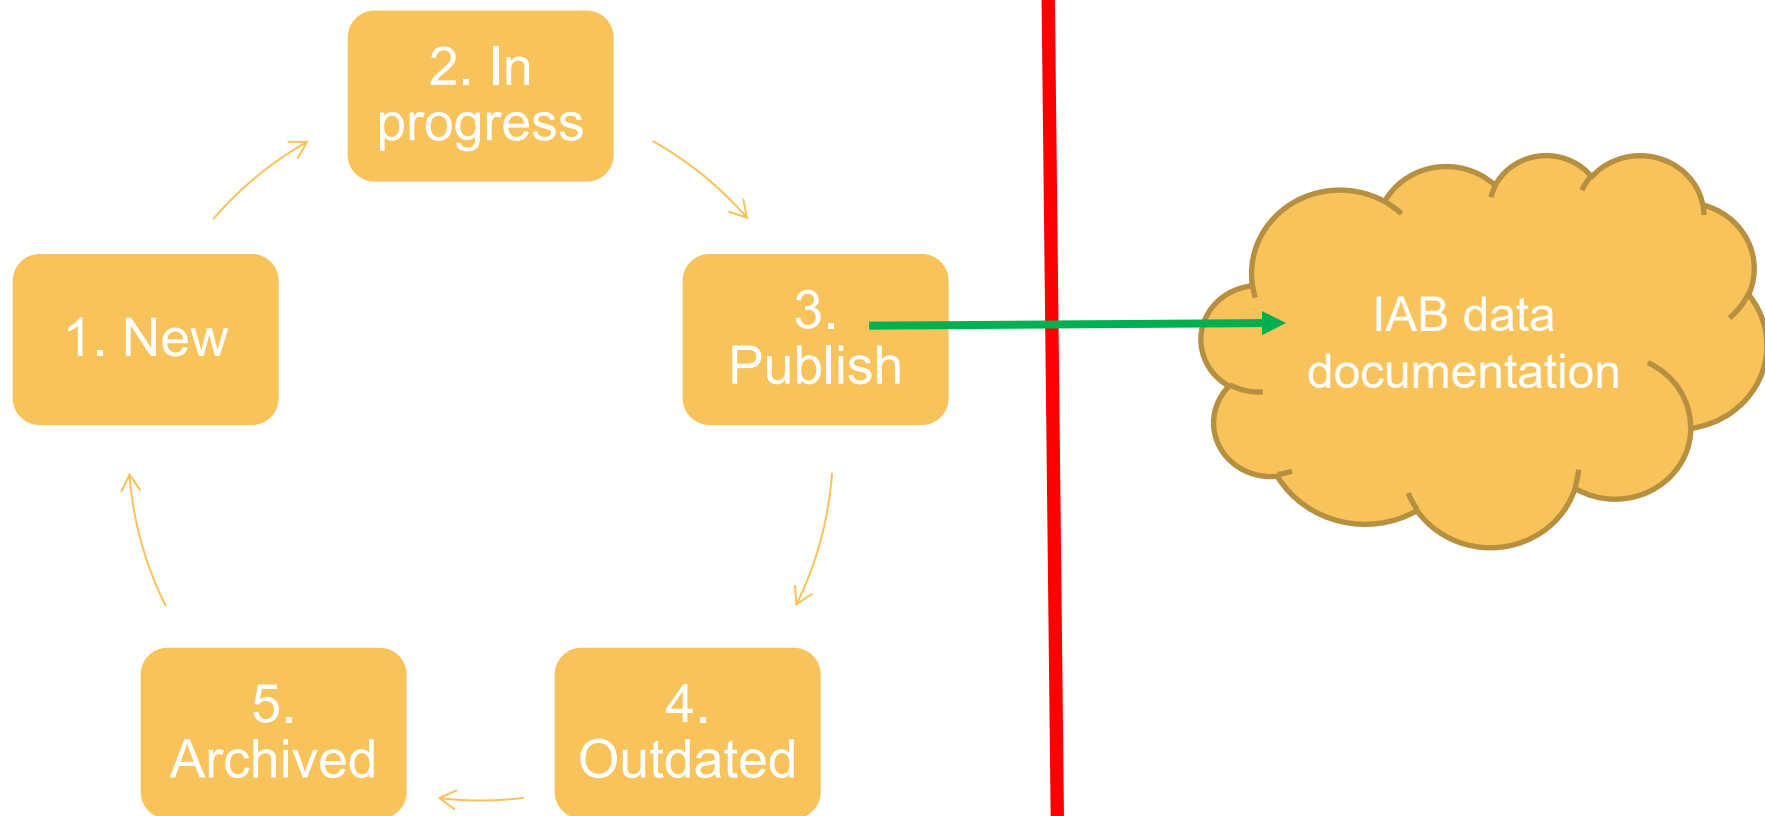 2. In
progress
1. New
3.
Publish
IAB data
documentation
5.
Archived
4.
Outdated